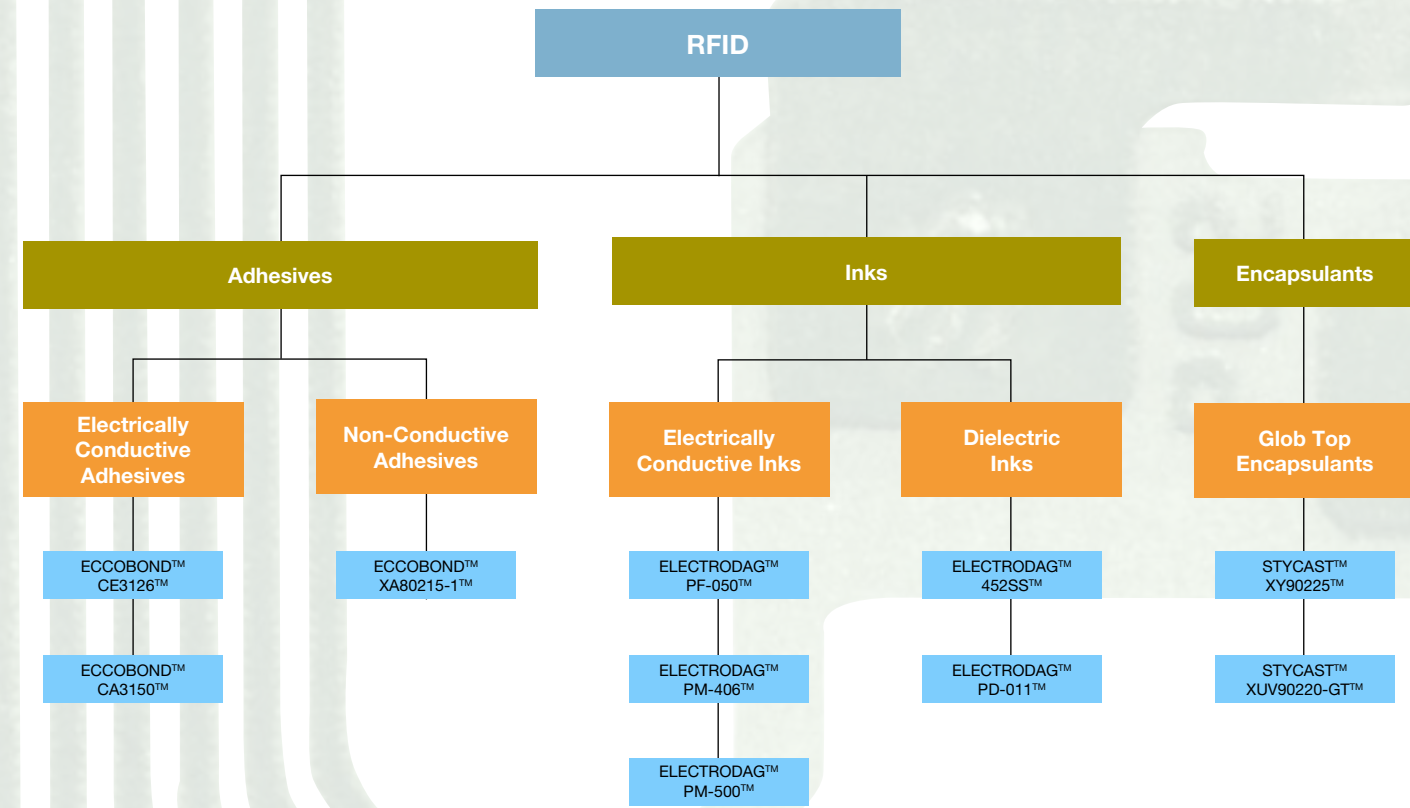 RFID
Adhesives
Inks
Encapsulants
Electrically
Conductive
Adhesives
Non-Conductive
Adhesives
Electrically
Conductive Inks
Dielectric
Inks
Glob Top
Encapsulants
ECCOBOND™
CE3126™
ECCOBOND™
XA80215-1™
ELECTRODAG™
PF-050™
ELECTRODAG™
452SS™
STYCAST™
XY90225™
ECCOBOND™
CA3150™
ELECTRODAG™
PM-406™
ELECTRODAG™
PD-011™
STYCAST™
XUV90220-GT™
ELECTRODAG™
PM-500™